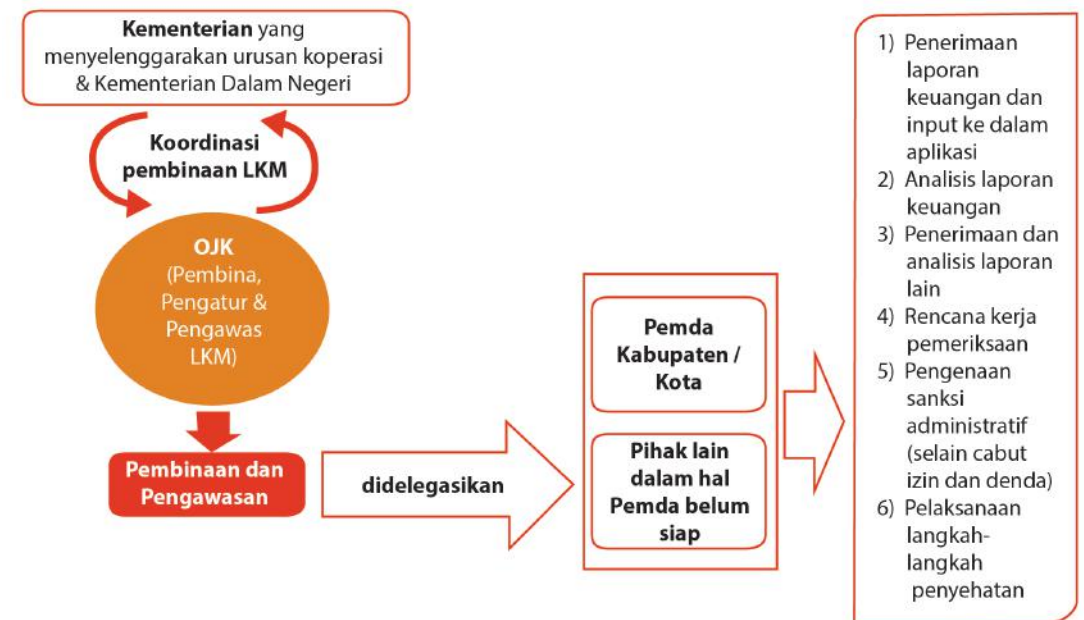 Kementerian yang
menyelenggarakan urusan koperasi
& Kementerian Dalam Negeri
Koordinasi
pembinaan LKM
OJK
(Pembina,
Pengatur &
Pengawas
LKM)
Pembinaan dan
Pengawasan
didelegasikan
Pemda
Kabupaten /
Kota
Pihak lain
dalam hal
Pemda belum
siap
1) Penerimaan
laporan
keuangan dan
input ke dalam
aplikasi
2) Analisis laporan
keuangan
3) Penerimaan dan
analisis laporan
lain
4) Rencana kerja
pemeriksaan
5) Pengenaan
sanksi
administratif
(selain cabut
izin dan denda)
6) Pelaksanaan
langkah-
langkah
penyehatan